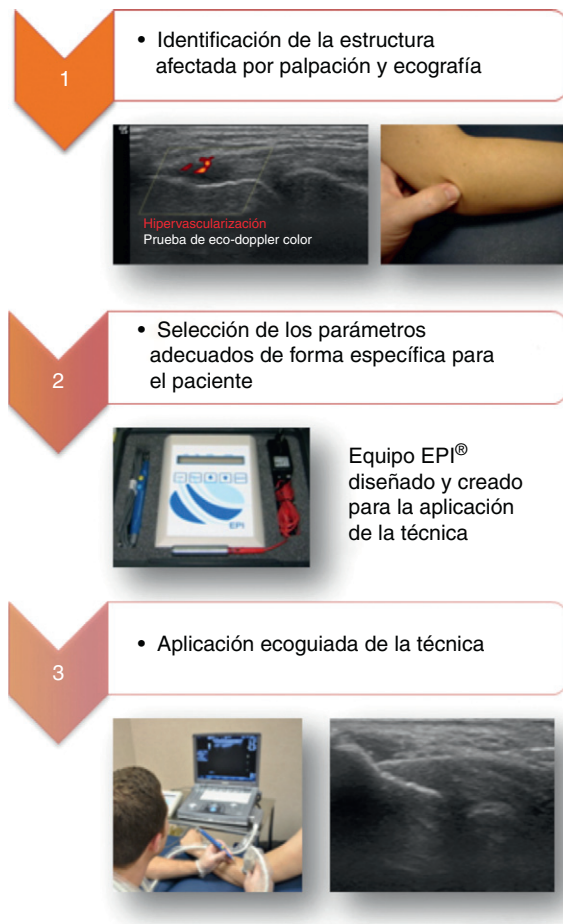 1
• Identificación de la estructura
afectada por palpación y ecografía
Hipervascularización
Prueba de eco-doppler color
2
• Selección de los parámetros
adecuados de forma específica para
el paciente
EPI
Equipo EPI®
diseñado y creado
para la aplicación
de la técnica
3
• Aplicación ecoguiada de la técnica